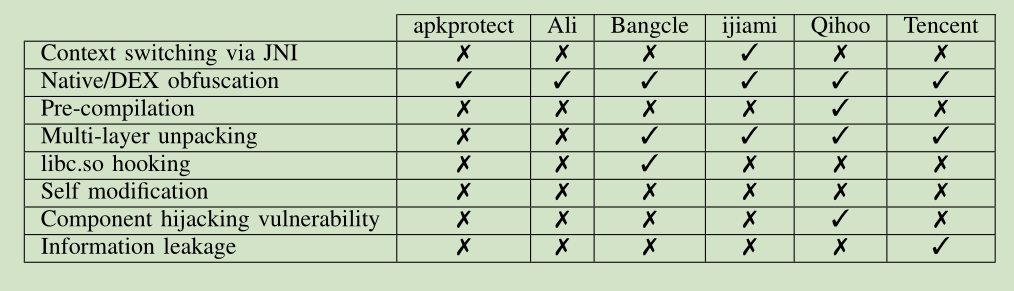 apkprotect Ali Bangcle ijiami Qihoo Tencent
Context switching via JNI ✗ ✗ ✗ ✓ ✗ ✗
Native/DEX obfuscation ✓ ✓ ✓ ✓ ✓ ✓
Pre-compilation ✗ ✗ ✗ ✗ ✓ ✗
Multi-layer unpacking ✗ ✗ ✓ ✓ ✓ ✓
libc.so hooking ✗ ✗ ✓ ✗ ✗ ✗
Self modification ✗ ✗ ✗ ✗ ✗ ✗
Component hijacking vulnerability ✗ ✗ ✗ ✗ ✓ ✗
Information leakage ✗ ✗ ✗ ✗ ✗ ✓